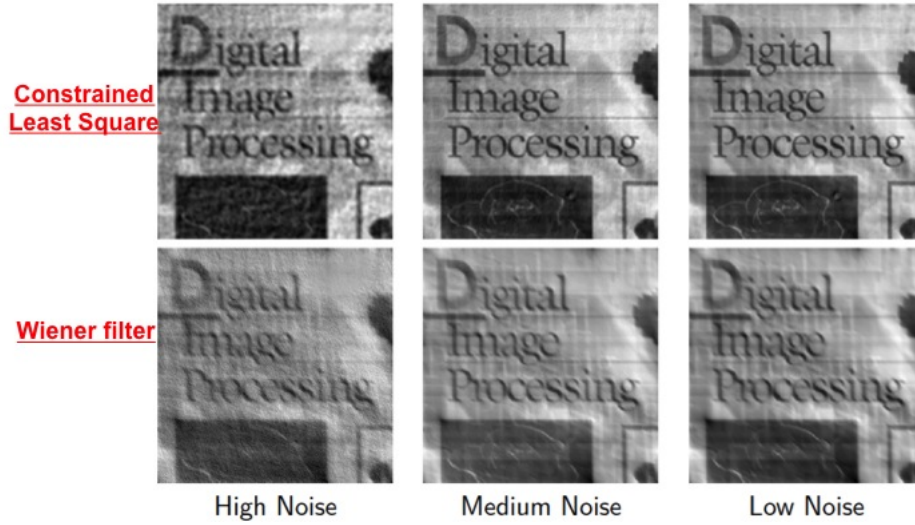 Constrained
Least Square
Digital
Image
Processing
Digital
Image
Processing
Digital
Image
Processing
Wiener filter
Digital
Image
Processing
Digital
Image
Processing
Digital
Image
Processing
High Noise
Medium Noise
Low Noise